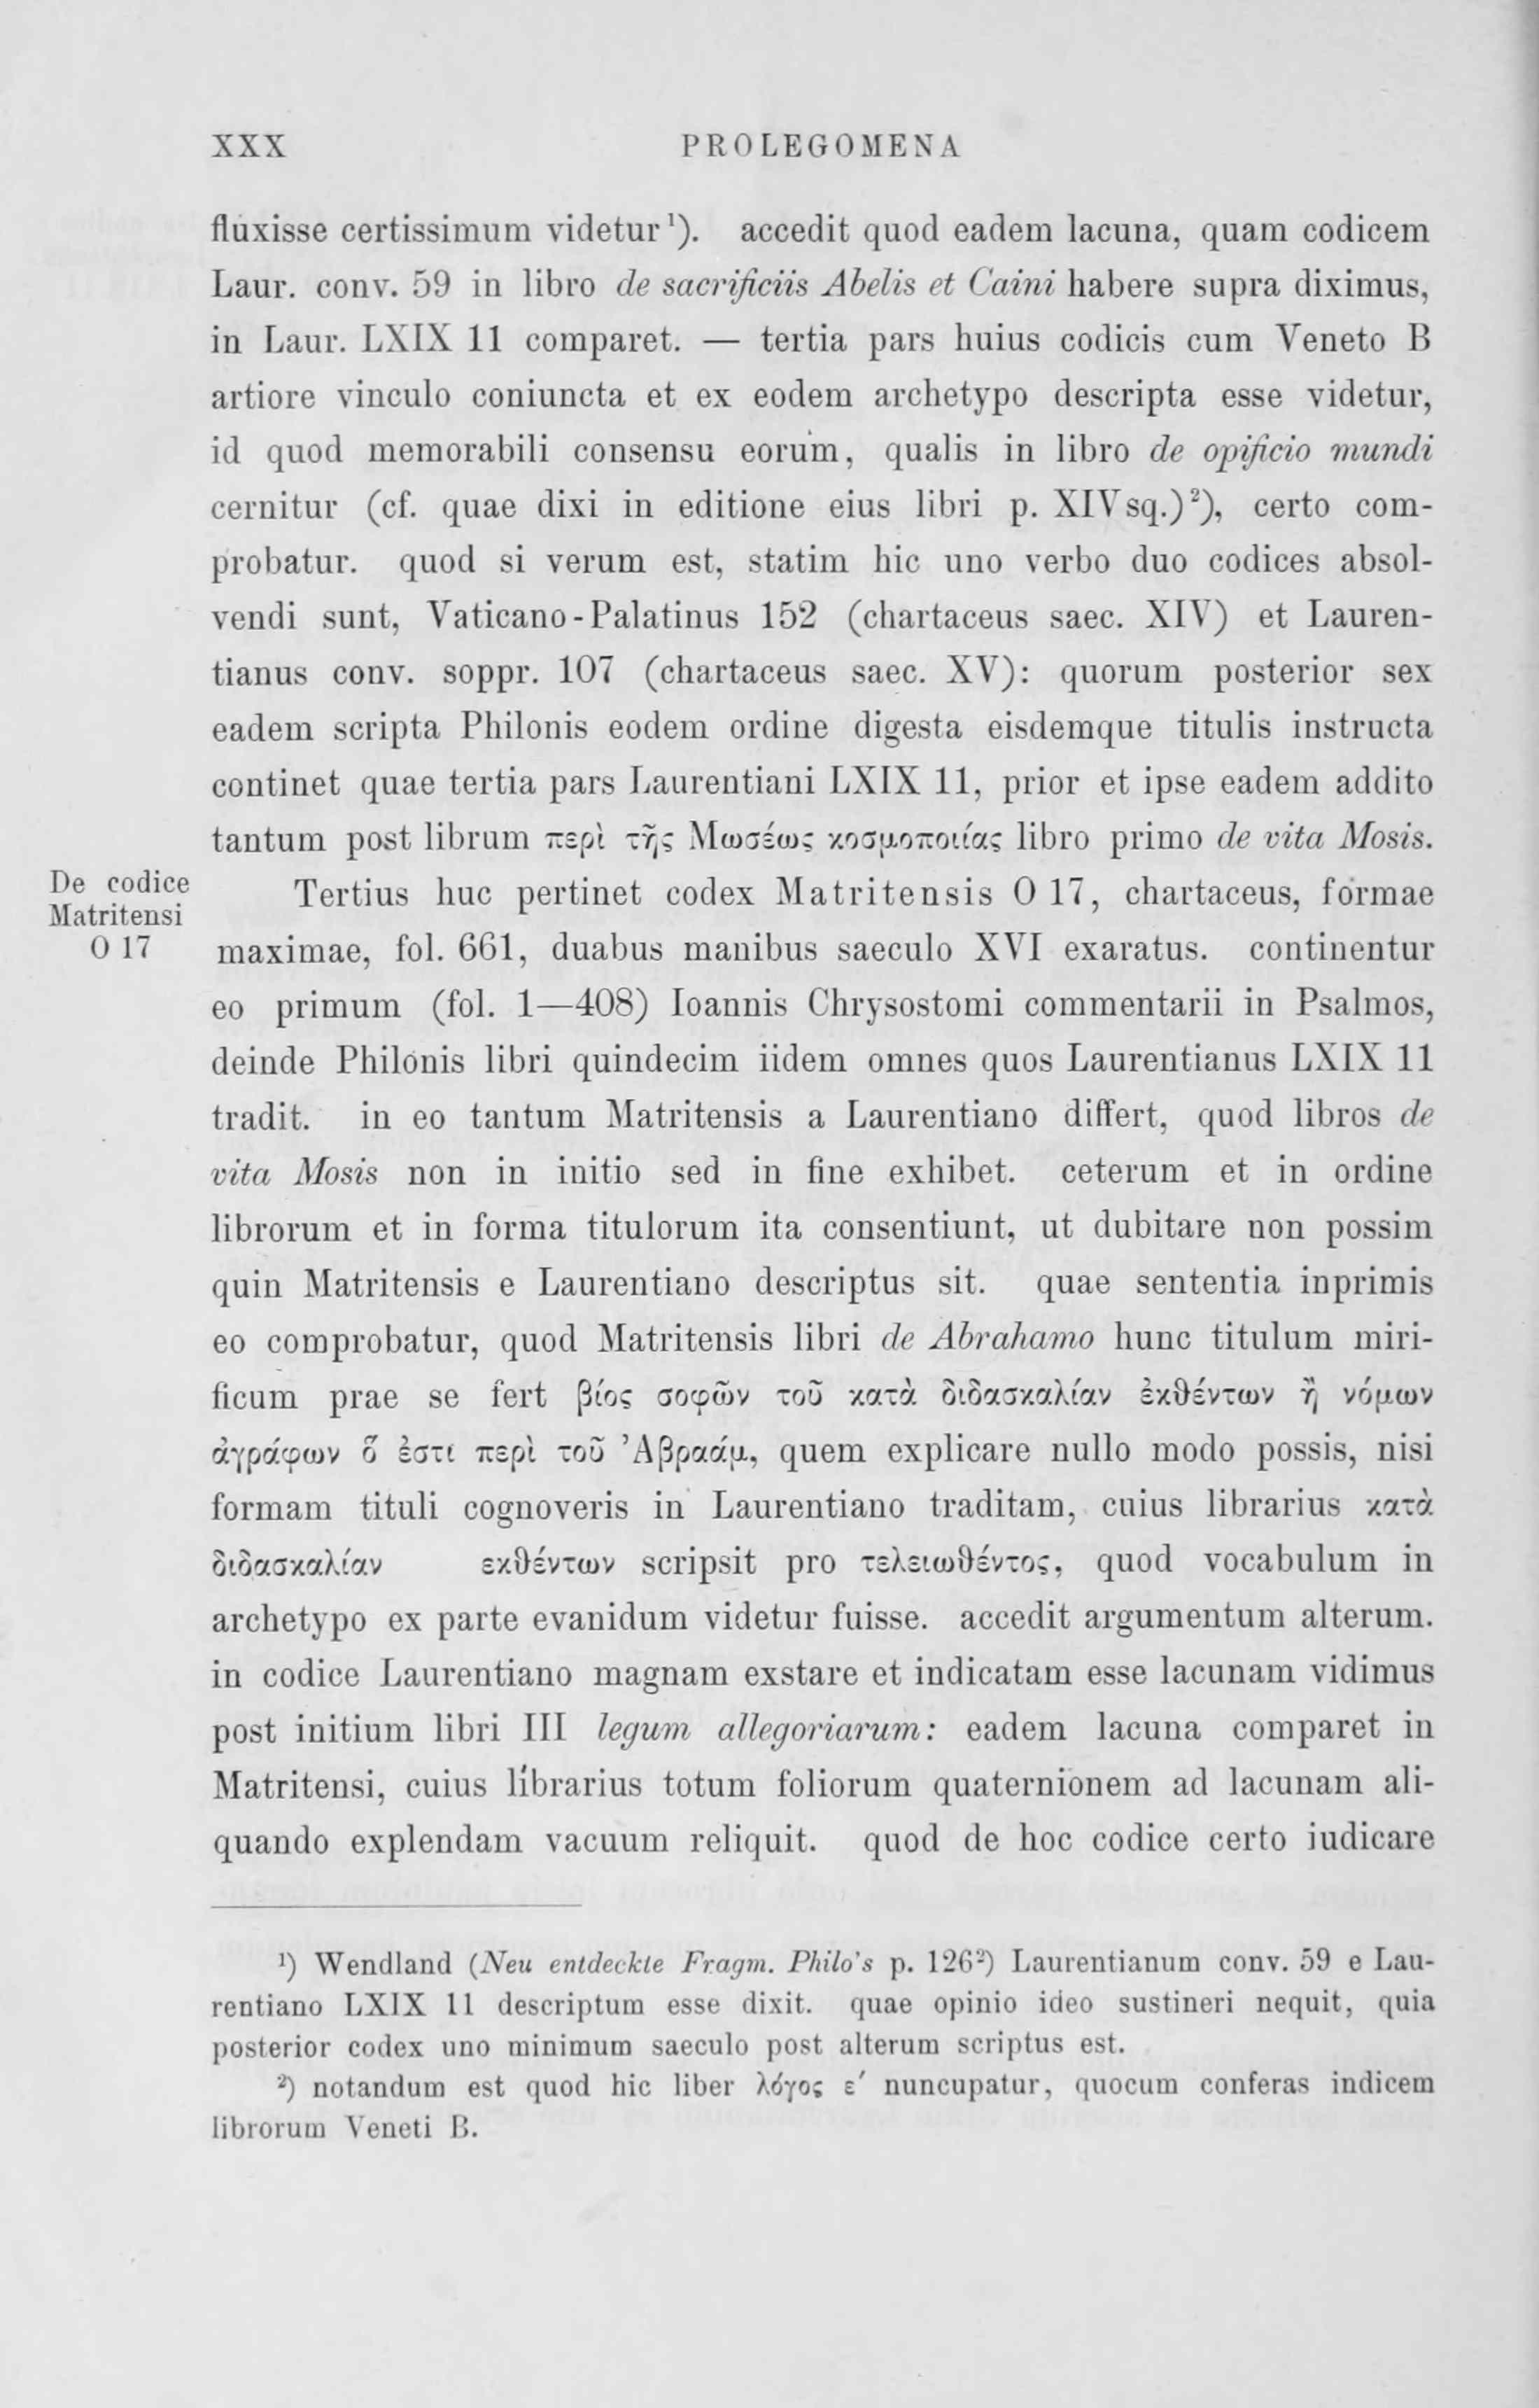 XXX PROLEGOMENA
fluxisse certissimum videtur¹). accedit quod eadem lacuna, quam codicem
Laur. conv. 59 in libro de sacrificiis Abelis et Caini habere supra diximus,
in Laur. LXIX 11 comparet. — tertia pars huius codicis cum Veneto B
artiore vinculo coniuncta et ex eodem archetypo descripta esse videtur,
id quod memorabili consensu eorum, qualis in libro de opificio mundi
cernitur (cf. quae dixi in editione eius libri p. XIV sq.)²), certo com-
probatur. quod si verum est, statim hic uno verbo duo codices absol-
vendi sunt, Vaticano-Palatinus 152 (chartaceus saec. XIV) et Lauren-
tianus conv. soppr. 107 (chartaceus saec. XV): quorum posterior sex
eadem scripta Philonis eodem ordine digesta eisdemque titulis instructa
continet quae tertia pars Laurentiani LXIX 11, prior et ipse eadem addito
tantum post librum περὶ τῆς Μωσέως κοσμοποιίας libro primo de vita Mosis.
De codice
Matritensi
O 17
Tertius huc pertinet codex Matritensis O 17, chartaceus, formae
maximae, fol. 661, duabus manibus saeculo XVI exaratus. continentur
eo primum (fol. 1—408) Ioannis Chrysostomi commentarii in Psalmos,
deinde Philonis libri quindecim iidem omnes quos Laurentianus LXIX 11
tradit. in eo tantum Matritensis a Laurentiano differt, quod libros de
vita Mosis non in initio sed in fine exhibet. ceterum et in ordine
librorum et in forma titulorum ita consentiunt, ut dubitare non possim
quin Matritensis e Laurentiano descriptus sit. quae sententia inprimis
eo comprobatur, quod Matritensis libri de Abrahamo hunc titulum miri-
ficum prae se fert βίος σοφῶν τοῦ κατὰ διδασκαλίαν ἐκθέντων ἢ νόμων
ἀγράφων ὅ ἐστι περὶ τοῦ Ἀβραάμ, quem explicare nullo modo possis, nisi
formam tituli cognoveris in Laurentiano traditam, cuius librarius κατὰ
διδασκαλίαν εκθέντων scripsit pro τελειωθέντος, quod vocabulum in
archetypo ex parte evanidum videtur fuisse. accedit argumentum alterum.
in codice Laurentiano magnam exstare et indicatam esse lacunam vidimus
post initium libri III legum allegoriarum: eadem lacuna comparet in
Matritensi, cuius librarius totum foliorum quaternionem ad lacunam ali-
quando explendam vacuum reliquit. quod de hoc codice certo iudicare
¹) Wendland (Neu entdeckte Fragm. Philo's p. 126²) Laurentianum conv. 59 e Lau-
rentiano LXIX 11 descriptum esse dixit. quae opinio ideo sustineri nequit, quia
posterior codex uno minimum saeculo post alterum scriptus est.
²) notandum est quod hic liber λόγος ε′ nuncupatur, quocum conferas indicem
librorum Veneti B.